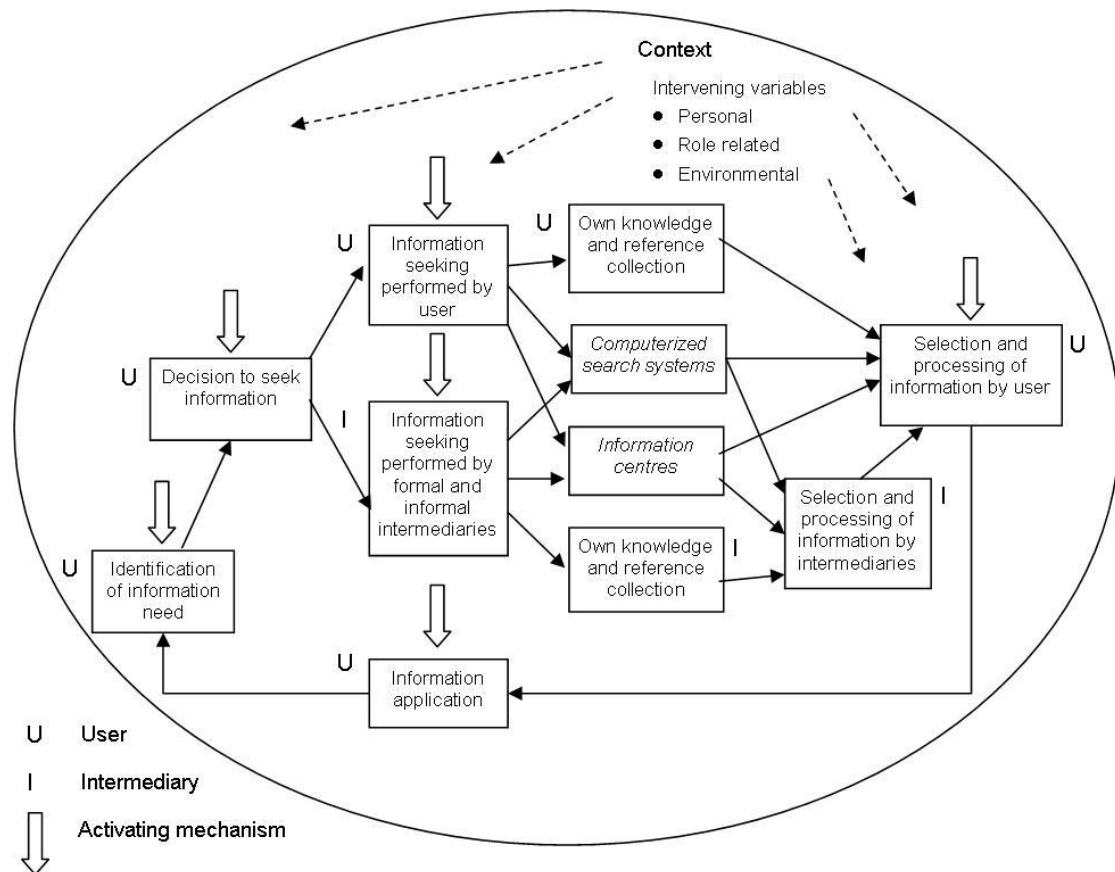 Context
Intervening variables
● Personal
● Role related
● Environmental
U
Information
seeking
performed by
user
U
Own knowledge
and reference
collection
U
Decision to seek
information
Computerized
search systems
Selection and
processing of
information by user
U
I
Information
seeking
performed by
formal and
informal
intermediaries
Information
centres
Selection and
processing of
information by
intermediaries
I
U
Identification
of information
need
Own knowledge
and reference
collection
I
U
Information
application
U User
I Intermediary
Activating mechanism